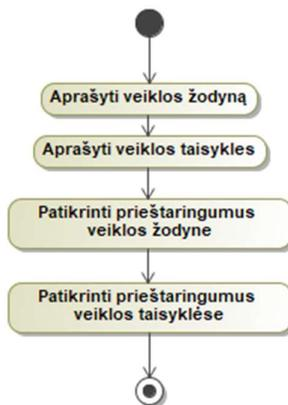 Aprašyti veiklos žodyną
Aprašyti veiklos taisykles
Patikrinti prieštaringumus
veiklos žodyne
Patikrinti prieštaringumus
veiklos taisyklėse